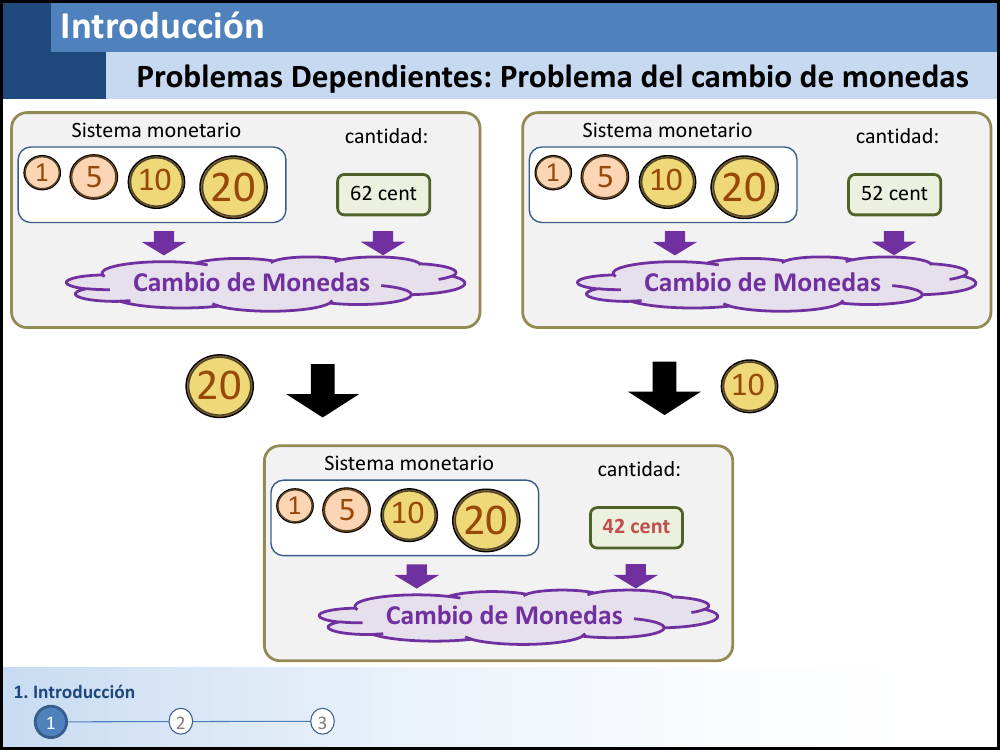 Introducción
Problemas Dependientes: Problema del cambio de monedas
Sistema monetario
cantidad:
1 5 10 20
62 cent
Cambio de Monedas
Sistema monetario
cantidad:
1 5 10 20
52 cent
Cambio de Monedas
20
10
Sistema monetario
cantidad:
1 5 10 20
42 cent
Cambio de Monedas
1. Introducción
1 2 3